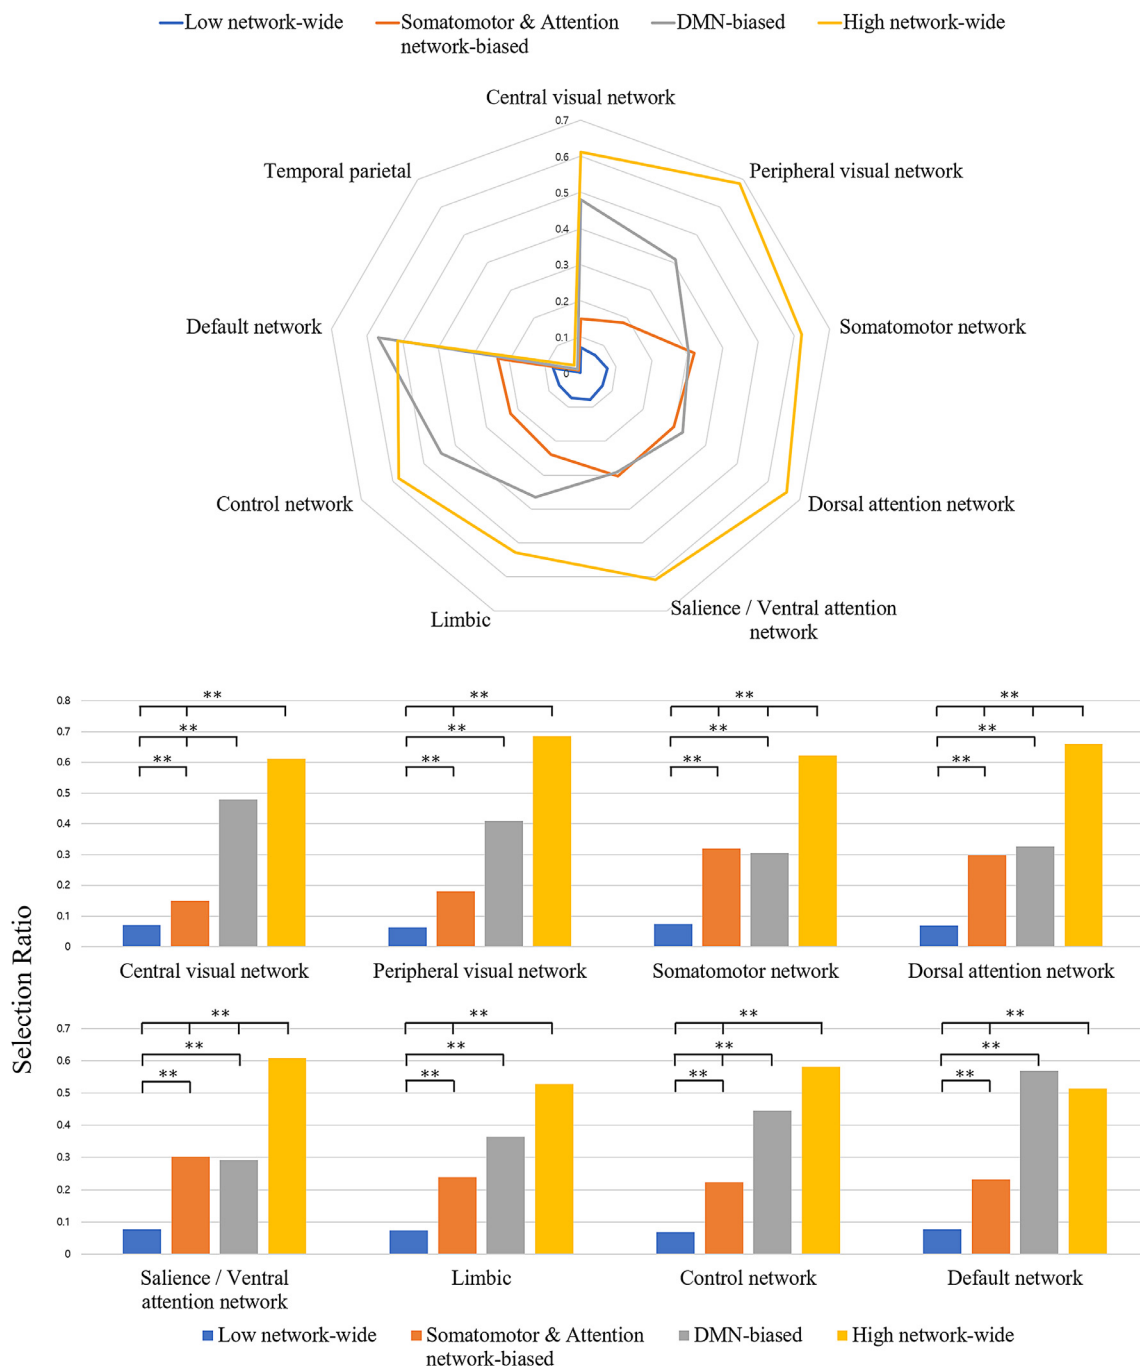 Low network-wide
Somatomotor & Attention
network-biased
DMN-biased
High network-wide
Central visual network
0.7
0.6
0.5
0.4
0.3
0.2
0.1
0
Temporal parietal
Peripheral visual network
Default network
Somatomotor network
Control network
Dorsal attention network
Limbic
Salience / Ventral attention
network
Selection Ratio
0.8
0.7
0.6
0.5
0.4
0.3
0.2
0.1
0
** ** ** **
** ** ** **
** ** ** **
Central visual network
Peripheral visual network
Somatomotor network
Dorsal attention network
0.7
0.6
0.5
0.4
0.3
0.2
0.1
0
** ** ** **
** ** ** **
** ** ** **
Salience / Ventral
attention network
Limbic
Control network
Default network
Low network-wide
Somatomotor & Attention
network-biased
DMN-biased
High network-wide